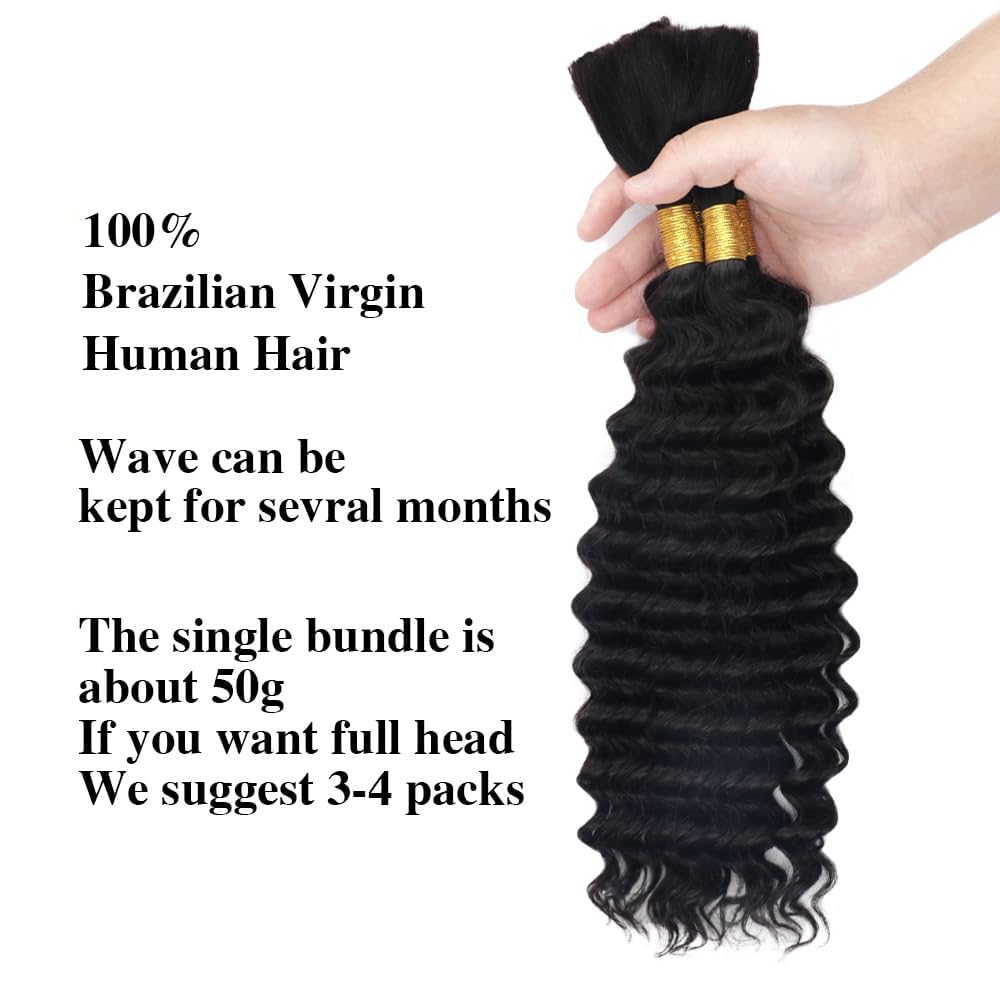 100%
Brazilian Virgin
Human Hair
Wave can be
kept for sevral months
The single bundle is
about 50g
If you want full head
We suggest 3-4 packs